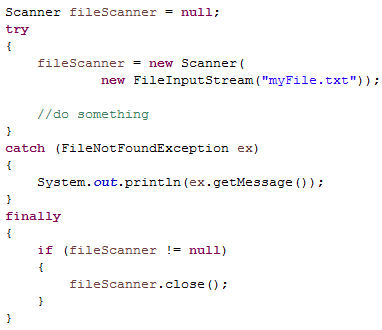 Scanner fileScanner = null;
try
{
    fileScanner = new Scanner(
            new FileInputStream("myFile.txt"));

    //do something
}
catch (FileNotFoundException ex)
{
    System.out.println(ex.getMessage());
}
finally
{
    if (fileScanner != null)
    {
        fileScanner.close();
    }
}